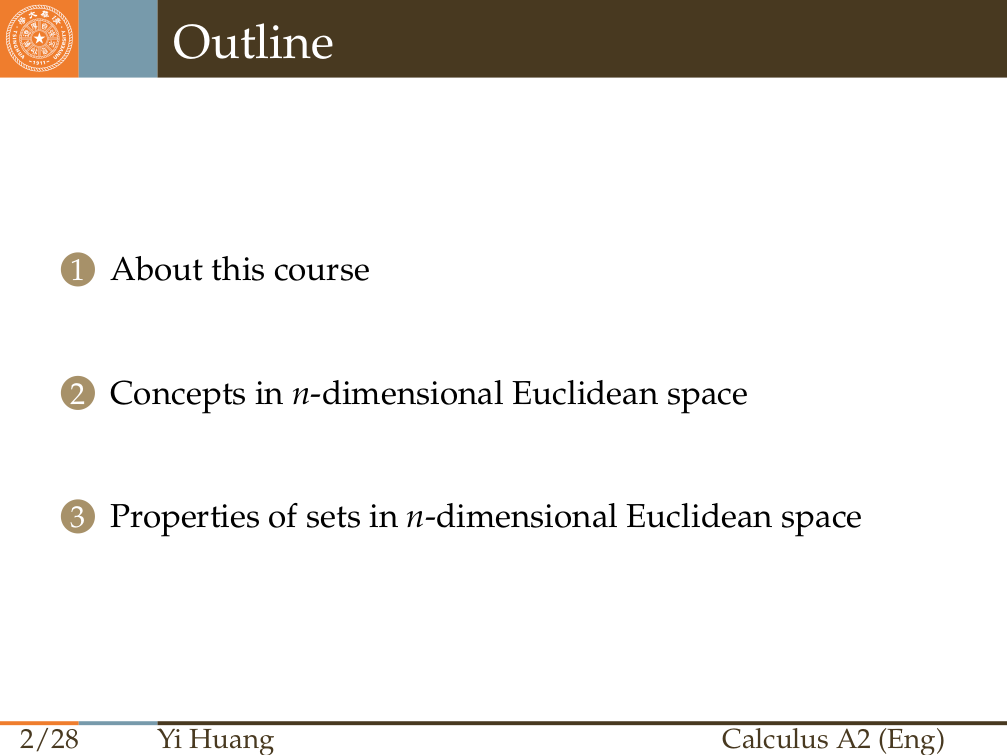 Outline
1 About this course
2 Concepts in n-dimensional Euclidean space
3 Properties of sets in n-dimensional Euclidean space
2/28 Yi Huang Calculus A2 (Eng)